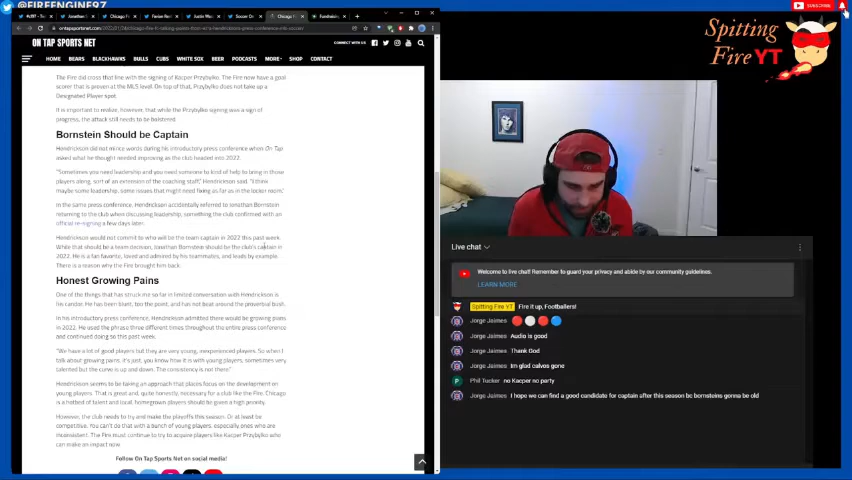 @FIREENGINE97
SUBSCRIBE
Spitting
Fire YT
ON TAP SPORTS NET
CONNECT WITH US:
HOME BEARS BLACKHAWKS BULLS CUBS WHITE SOX BEER PODCASTS MORE SHOP CONTACT
The Fire did cross that line with the signing of Kacper Przybylko. The Fire now have a goal
scorer that is proven at the MLS level. On top of that, Przybylko does not take up a
Designated Player spot.
It is important to realize, however, that while the Przybylko signing was a sign of
progress, the attack still needs to be bolstered.
Bornstein Should be Captain
Hendrickson did not mince words during his introductory press conference when On Tap
asked what he thought needed improving as the club headed into 2022.
"Sometimes you need leadership and you need someone to kind of help to bring in those
players along, sort of an extension of the coaching staff," Hendrickson said. "I think
maybe some leadership, some issues that might need fixing as far as in the locker room."
In the same press conference, Hendrickson accidentally referred to Jonathan Bornstein
returning to the club when discussing leadership, something the club confirmed with an
official re-signing a few days later.
Hendrickson would not commit to who will be the team captain in 2022 this past week.
While that should be a team decision, Jonathan Bornstein should be the club's captain in
2022. He is a fan favorite, loved and admired by his teammates, and leads by example.
There is a reason why the Fire brought him back.
Honest Growing Pains
One of the things that has struck me so far in limited conversation with Hendrickson is
his candor. He has been blunt, too the point, and has not beat around the proverbial bush.
In his introductory press conference, Hendrickson admitted there would be growing pains
in 2022. He used the phrase three different times throughout the entire press conference
and continued doing so this past week.
"We have a lot of good players but they are very young, inexperienced players. So when I
talk about growing pains, it's just, you know how it is with young players, sometimes very
talented but the curve is up and down. The consistency is not there."
Hendrickson seems to be taking an approach that places focus on the development on
young players. That is great and, quite honestly, necessary for a club like the Fire. Chicago
is a hotbed of talent and local, homegrown players should be given a high priority.
However, the club needs to try and make the playoffs this season. Or at least be
competitive. You can't do that with a bunch of young players, especially ones who are
inconsistent. The Fire must continue to try to acquire players like Kacper Przybylko who
can make an impact now.
Follow On Tap Sports Net on social media!
Live chat
Welcome to live chat! Remember to guard your privacy and abide by our community guidelines.
LEARN MORE
Spitting Fire YT Fire it up, Footballers!
Jorge Jaimes
Jorge Jaimes Audio is good
Jorge Jaimes Thank God
Jorge Jaimes Im glad calvos gone
Phil Tucker no Kacper no party
Jorge Jaimes I hope we can find a good candidate for captain after this season bc bornsteins gonna be old